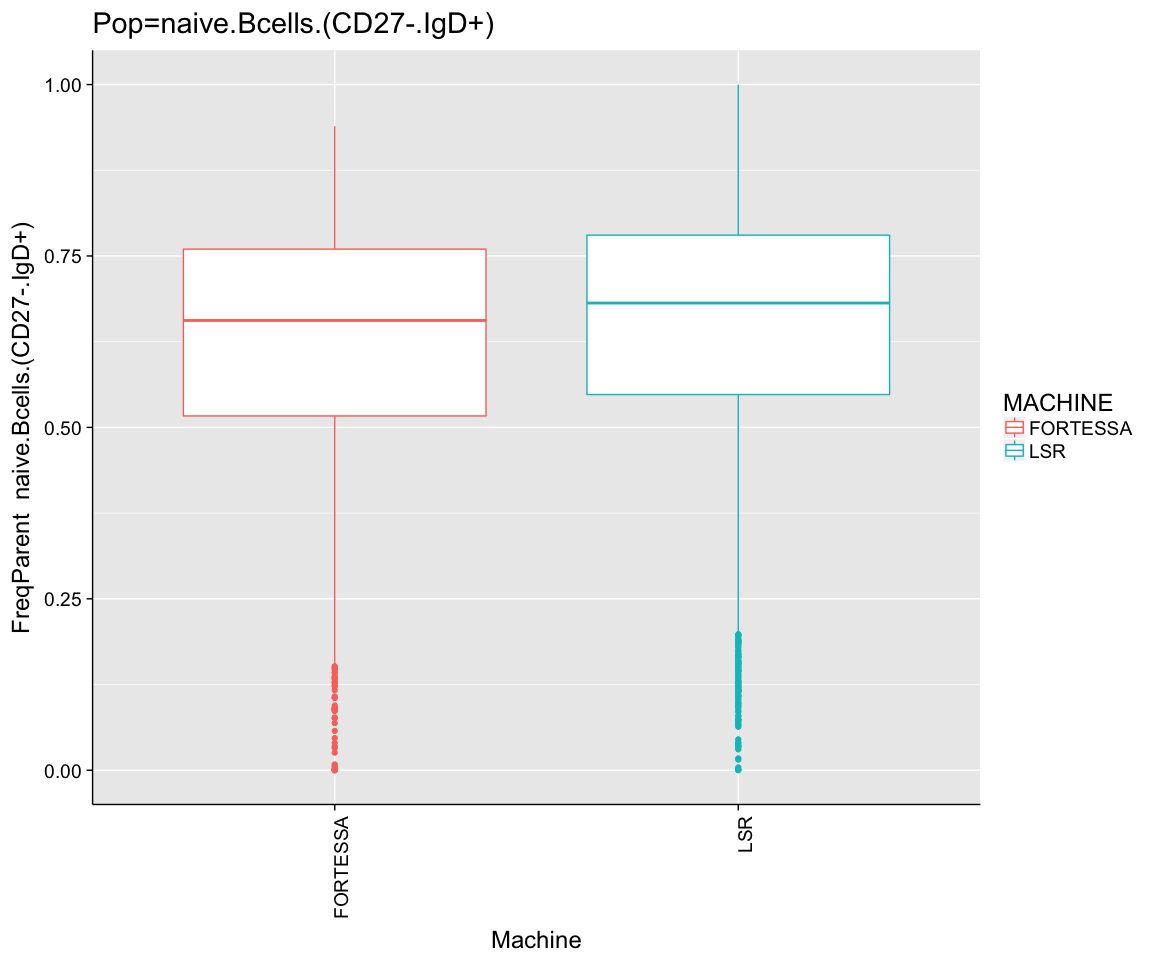 Pop=naive.Bcells.(CD27-.IgD+)
FreqParent  naive.Bcells.(CD27-.IgD+)
1.00
0.75
0.50
0.25
0.00
FORTESSA
LSR
Machine
MACHINE
FORTESSA
LSR